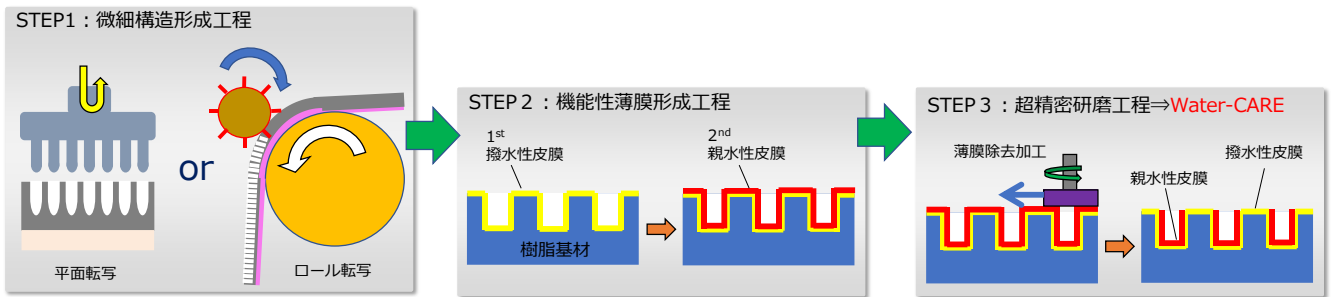 STEP1：微細構造形成工程
or
平面転写
ロール転写
STEP２：機能性薄膜形成工程
1st
撥水性皮膜
樹脂基材
2nd
親水性皮膜
STEP３：超精密研磨工程⇒Water-CARE
薄膜除去加工
親水性皮膜
撥水性皮膜